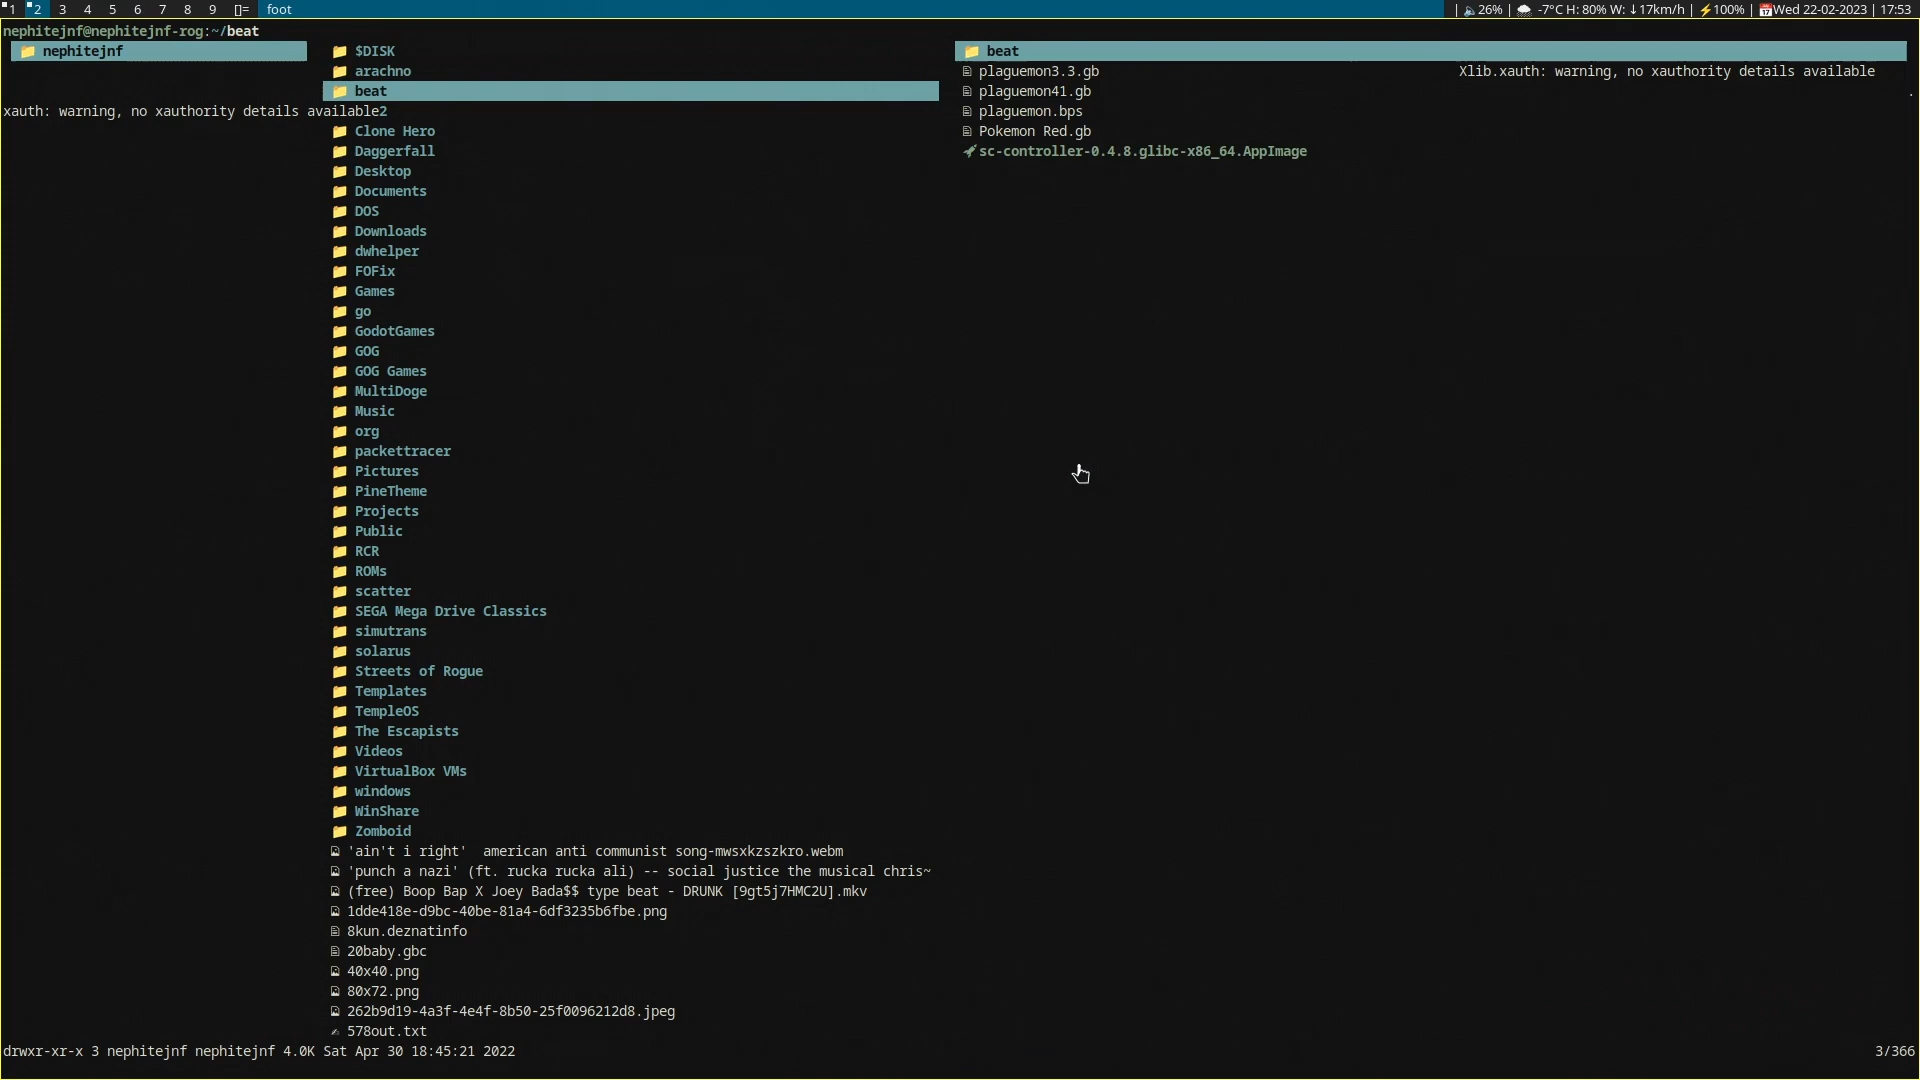 1 2 3 4 5 6 7 8 9 []= foot | 26% | -7°C H: 80% W: ↓17km/h | ⚡100% | 📅Wed 22-02-2023 | 17:53
nephitejnf@nephitejnf-rog:~/beat
nephitejnf $DISK beat
arachno plaguemon3.3.gb Xlib.xauth: warning, no xauthority details available
beat plaguemon41.gb .
xauth: warning, no xauthority details available2 plaguemon.bps
Clone Hero Pokemon Red.gb
Daggerfall sc-controller-0.4.8.glibc-x86_64.AppImage
Desktop
Documents
DOS
Downloads
dwhelper
FOFix
Games
go
GodotGames
GOG
GOG Games
MultiDoge
Music
org
packettracer
Pictures
PineTheme
Projects
Public
RCR
ROMs
scatter
SEGA Mega Drive Classics
simutrans
solarus
Streets of Rogue
Templates
TempleOS
The Escapists
Videos
VirtualBox VMs
windows
WinShare
Zomboid
'ain't i right'  american anti communist song-mwsxkzszkro.webm
'punch a nazi' (ft. rucka rucka ali) -- social justice the musical chris~
(free) Boop Bap X Joey Bada$$ type beat - DRUNK [9gt5j7HMC2U].mkv
1dde418e-d9bc-40be-81a4-6df3235b6fbe.png
8kun.deznatinfo
20baby.gbc
40x40.png
80x72.png
262b9d19-4a3f-4e4f-8b50-25f0096212d8.jpeg
578out.txt
drwxr-xr-x 3 nephitejnf nephitejnf 4.0K Sat Apr 30 18:45:21 2022 3/366